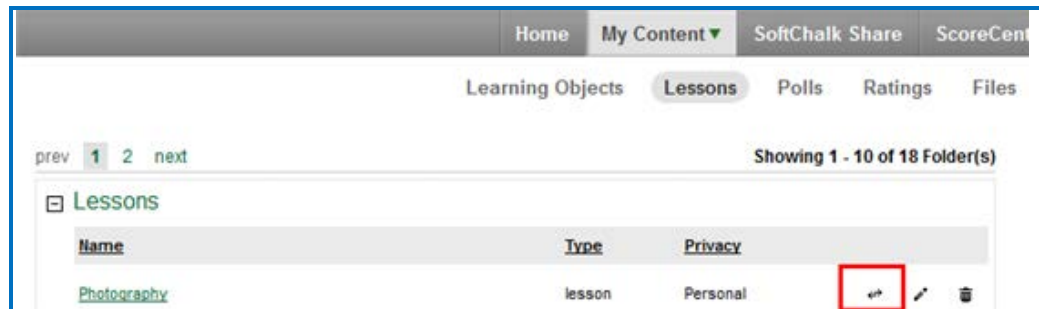 Home My Content ▾ SoftChalk Share ScoreCent
Learning Objects Lessons Polls Ratings Files
prev 1 2 next Showing 1 - 10 of 18 Folder(s)
Lessons
Name Type Privacy
Photography lesson Personal